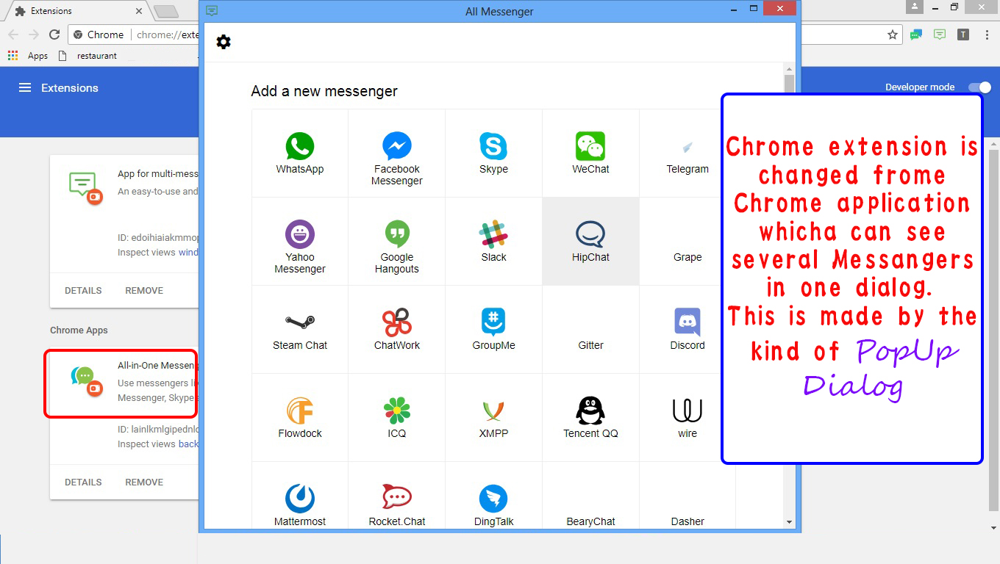 Extensions
All Messenger
Chrome
chrome://exte
T
Apps
restaurant
Extensions
Developer mode
Add a new messenger
WhatsApp
Facebook
Messenger
Skype
WeChat
Telegram
Yahoo
Messenger
Google
Hangouts
Slack
HipChat
Grape
Steam Chat
ChatWork
GroupMe
Gitter
Discord
Flowdock
ICQ
XMPP
Tencent QQ
wire
Mattermost
Rocket.Chat
DingTalk
BearyChat
Dasher
App for multi-mess
An easy-to-use and
ID: edoihiaiakmmop
Inspect views wind
DETAILS REMOVE
Chrome Apps
All-in-One Messen
Use messengers li
Messenger, Skype
ID: lainlkmlgipednlo
Inspect views back
DETAILS REMOVE
Chrome extension is
changed frome
Chrome application
whicha can see
several Messangers
in one dialog.
This is made by the
kind of PopUp
Dialog